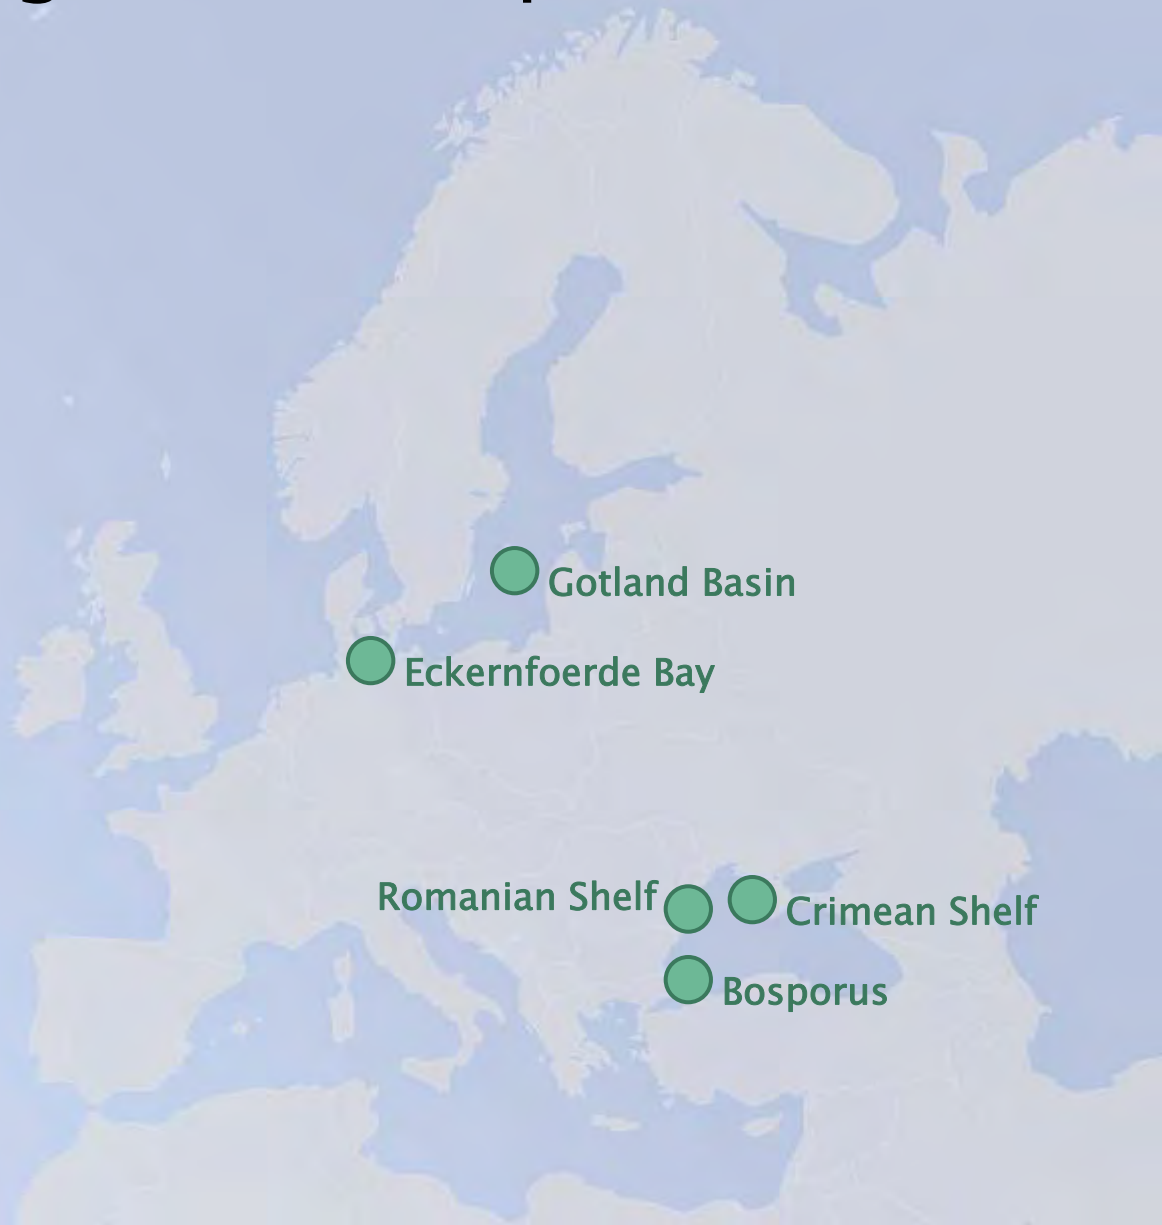 Gotland Basin
Eckernfoerde Bay
Romanian Shelf
Crimean Shelf
Bosporus